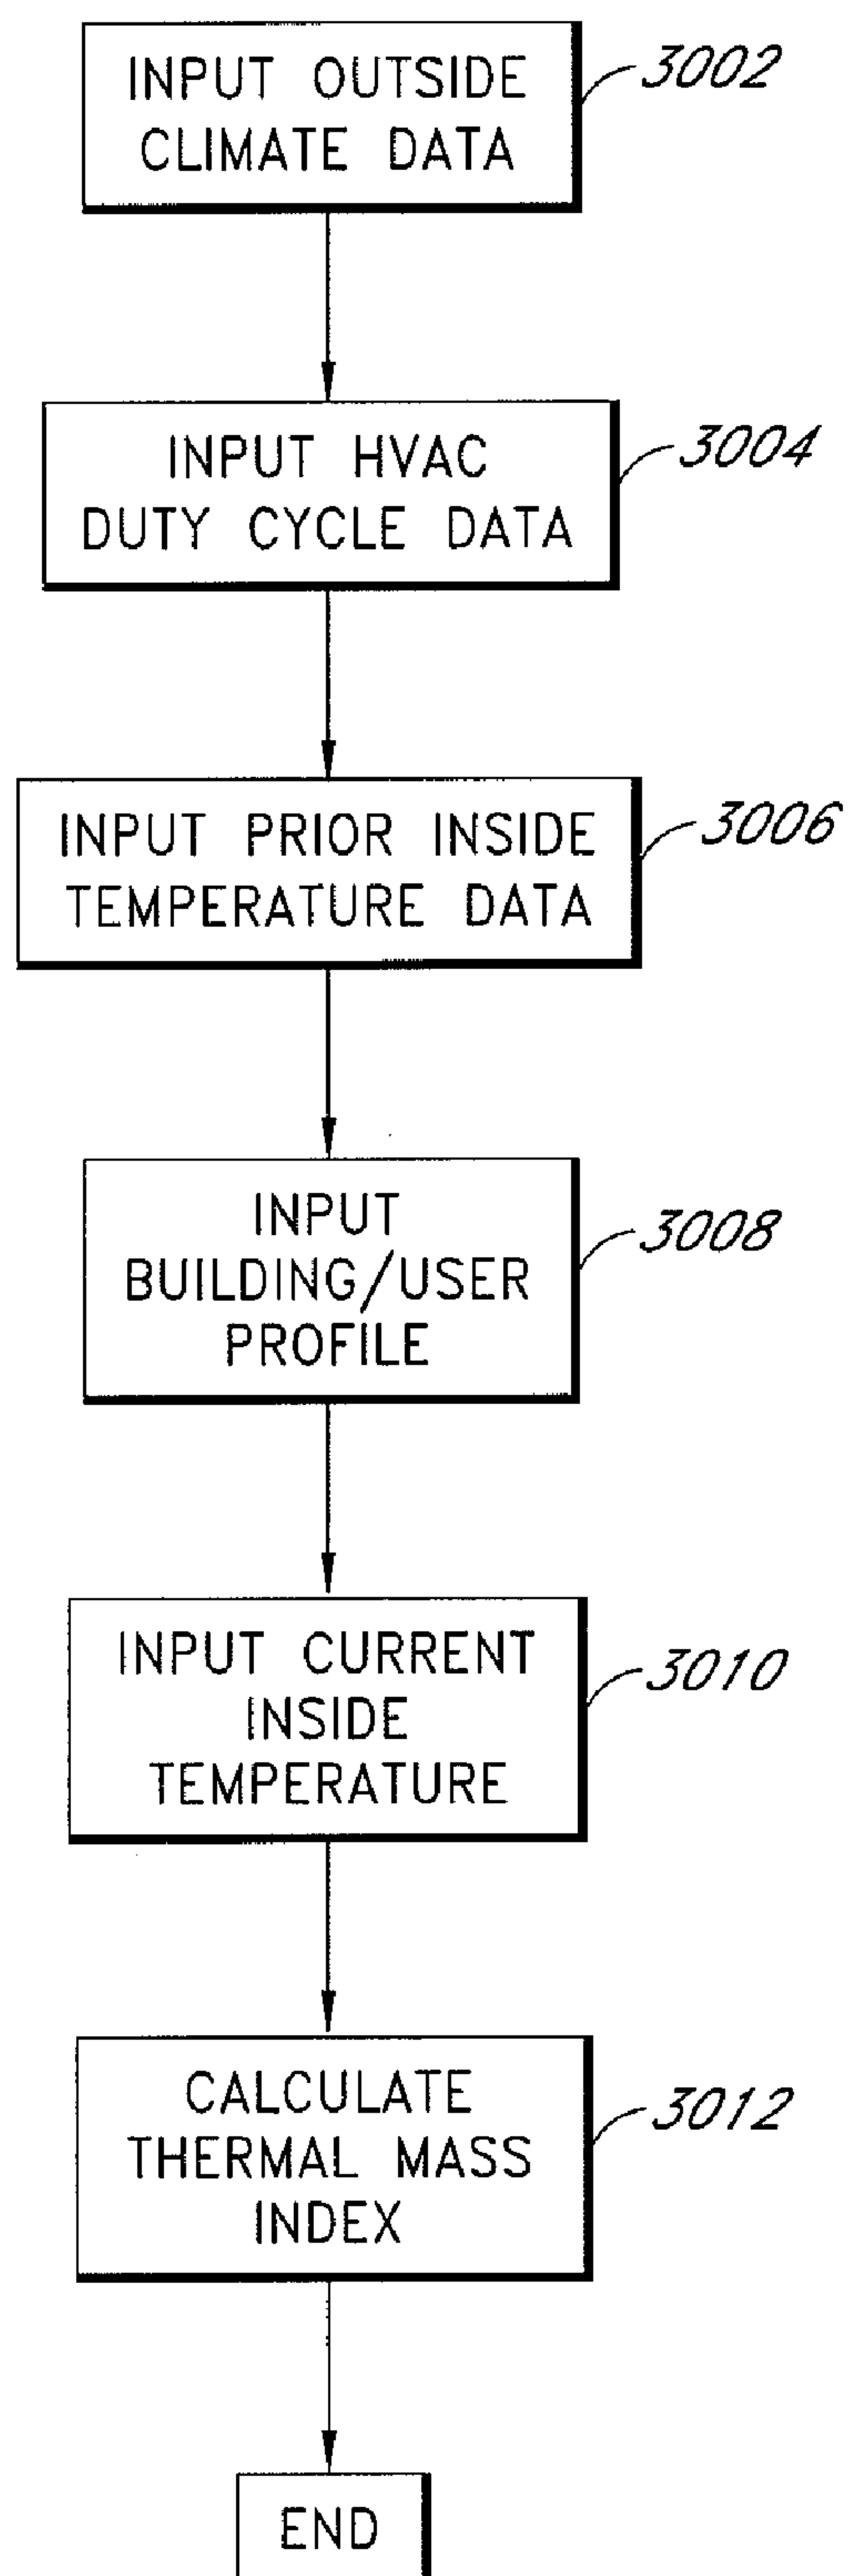 INPUT OUTSIDE
CLIMATE DATA
3002
INPUT HVAC
DUTY CYCLE DATA
3004
INPUT PRIOR INSIDE
TEMPERATURE DATA
3006
INPUT
BUILDING/USER
PROFILE
3008
INPUT CURRENT
INSIDE
TEMPERATURE
3010
CALCULATE
THERMAL MASS
INDEX
3012
END